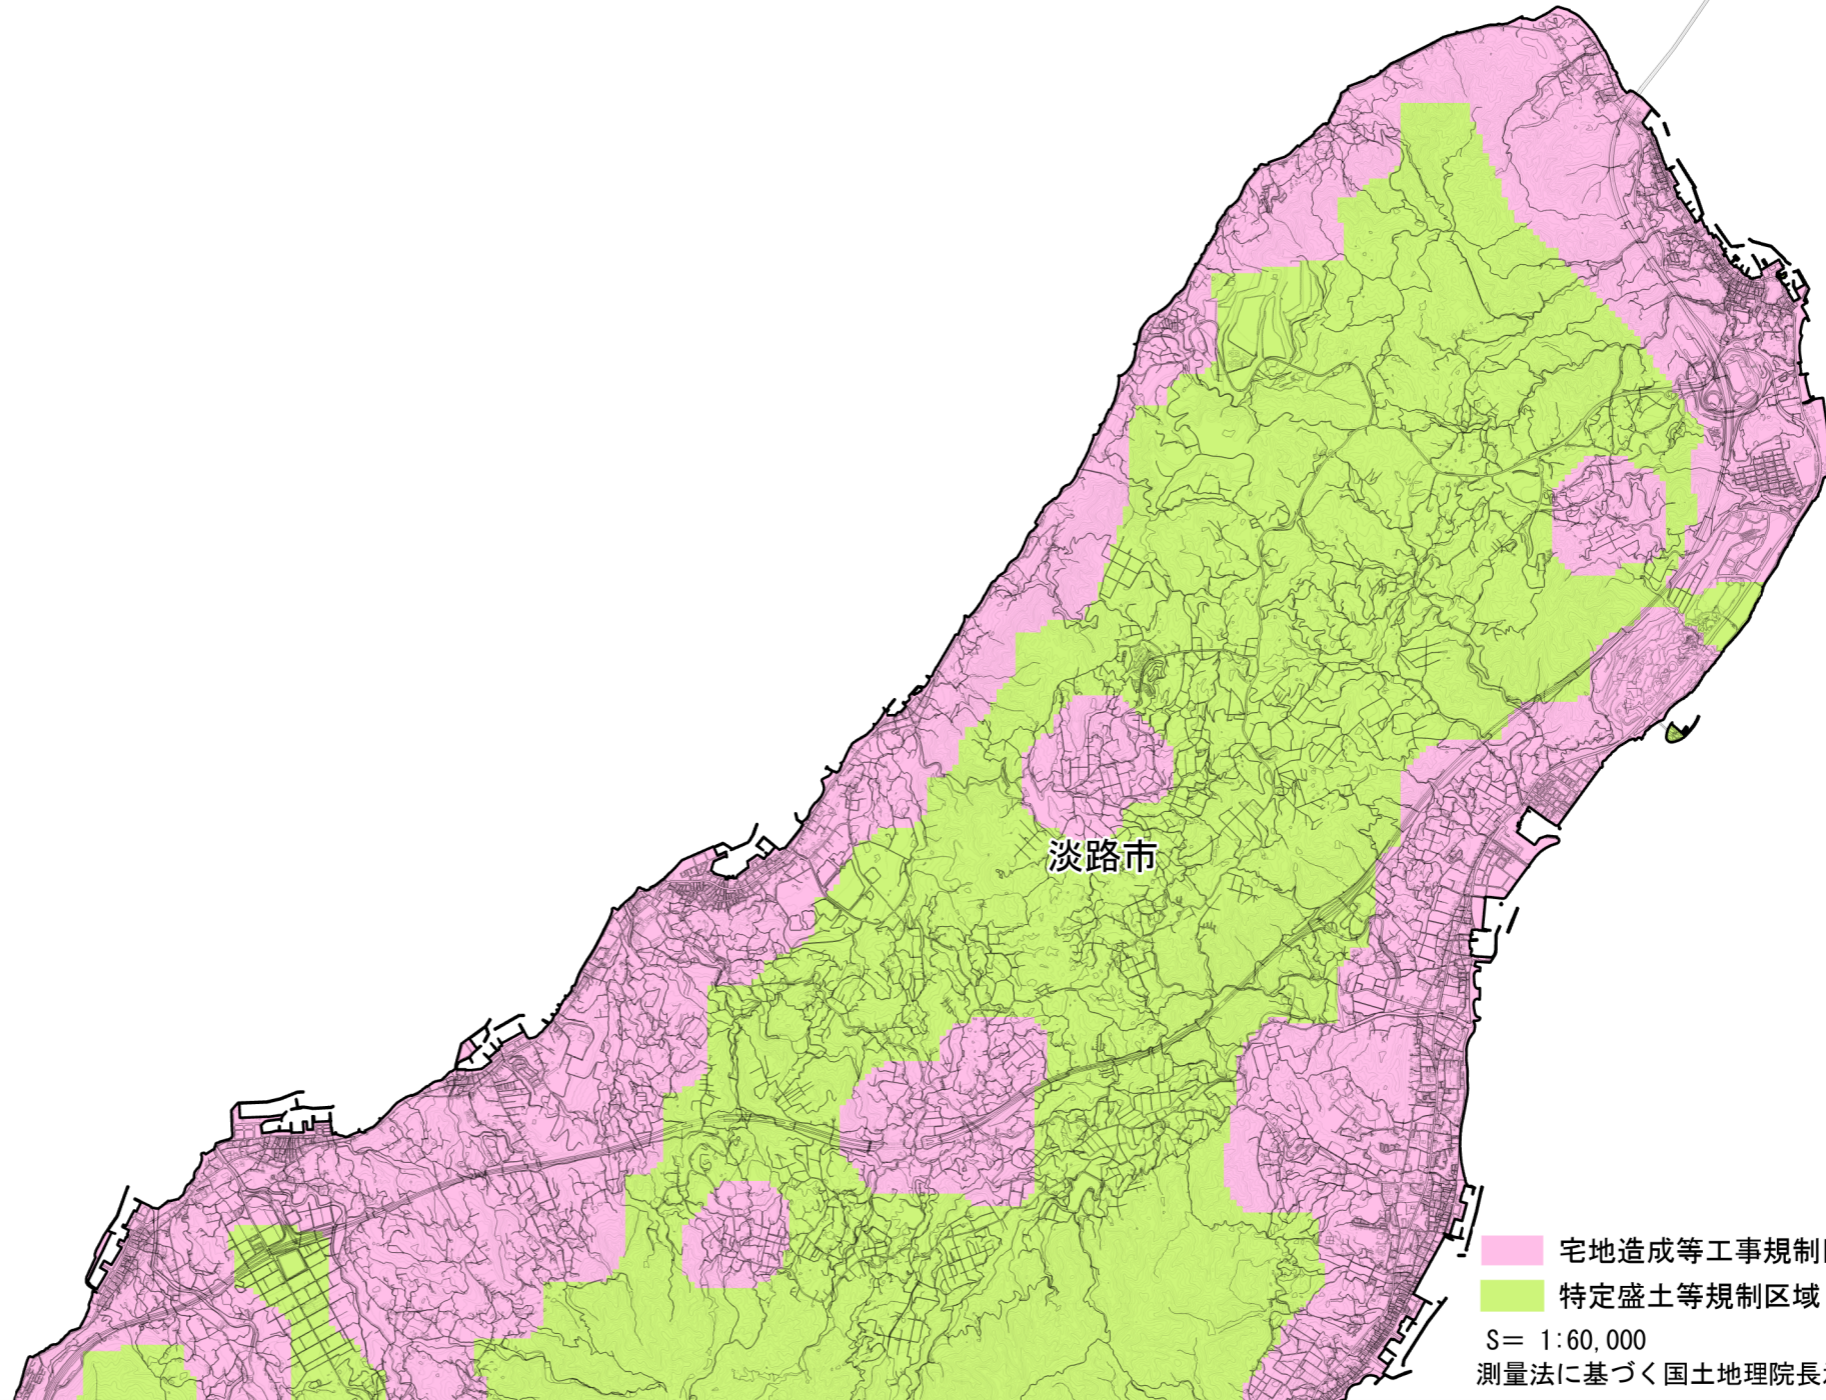 淡路市
宅地造成等工事規制
特定盛土等規制区域
S= 1:60,000
測量法に基づく国土地理院長